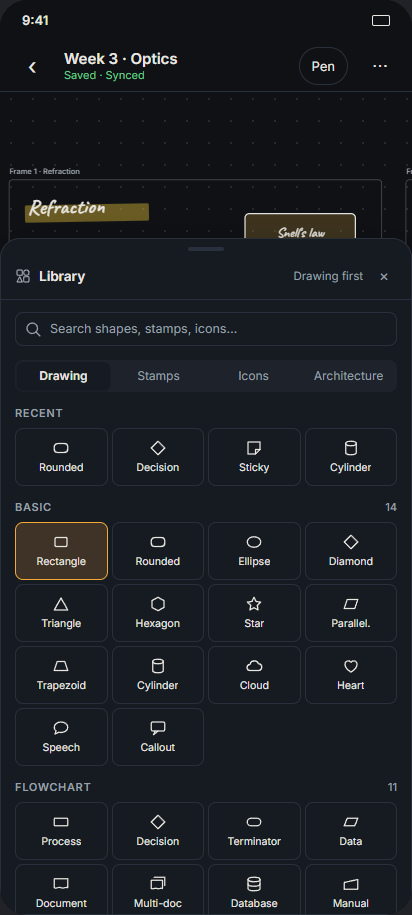 9:41
Week 3 · Optics
Saved · Synced
Pen
Frame 1 · Refraction
Refraction
Snell's law
Library
Drawing first
Search shapes, stamps, icons...
Drawing Stamps Icons Architecture
RECENT
Rounded Decision Sticky Cylinder
BASIC 14
Rectangle Rounded Ellipse Diamond
Triangle Hexagon Star Parallel.
Trapezoid Cylinder Cloud Heart
Speech Callout
FLOWCHART 11
Process Decision Terminator Data
Document Multi-doc Database Manual